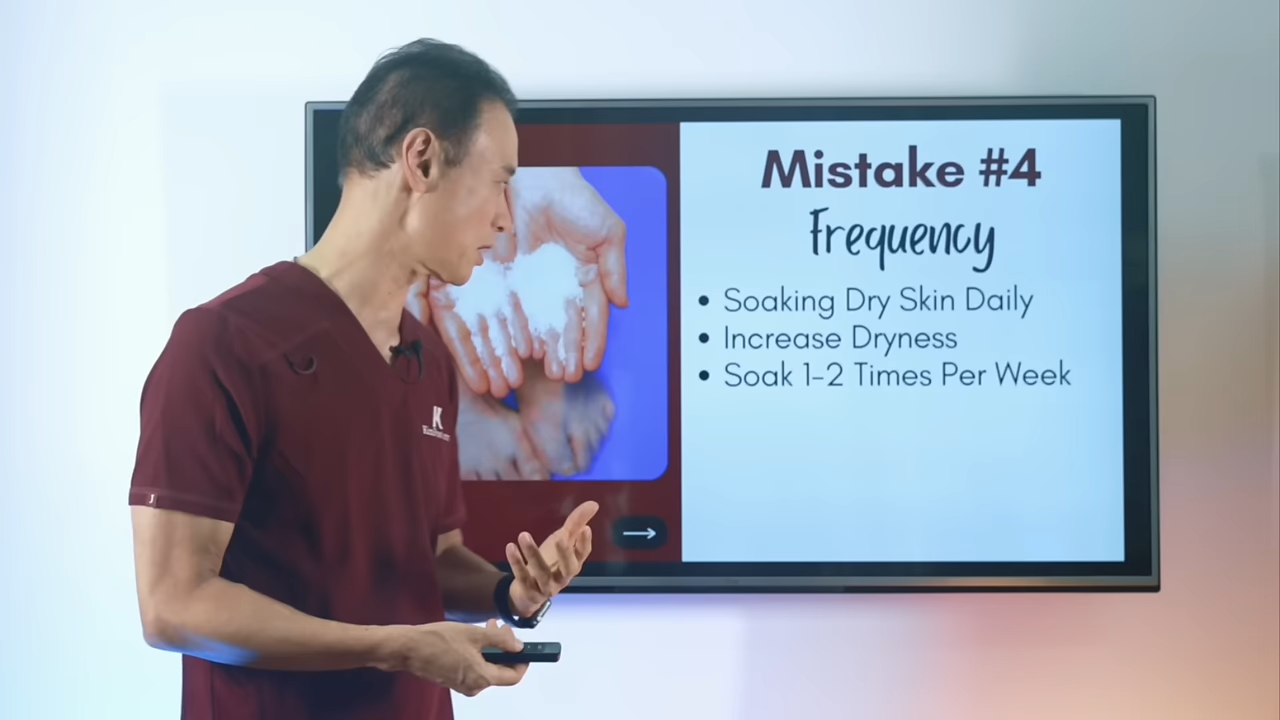 Mistake #4
Frequency
• Soaking Dry Skin Daily
• Increase Dryness
• Soak 1-2 Times Per Week
K